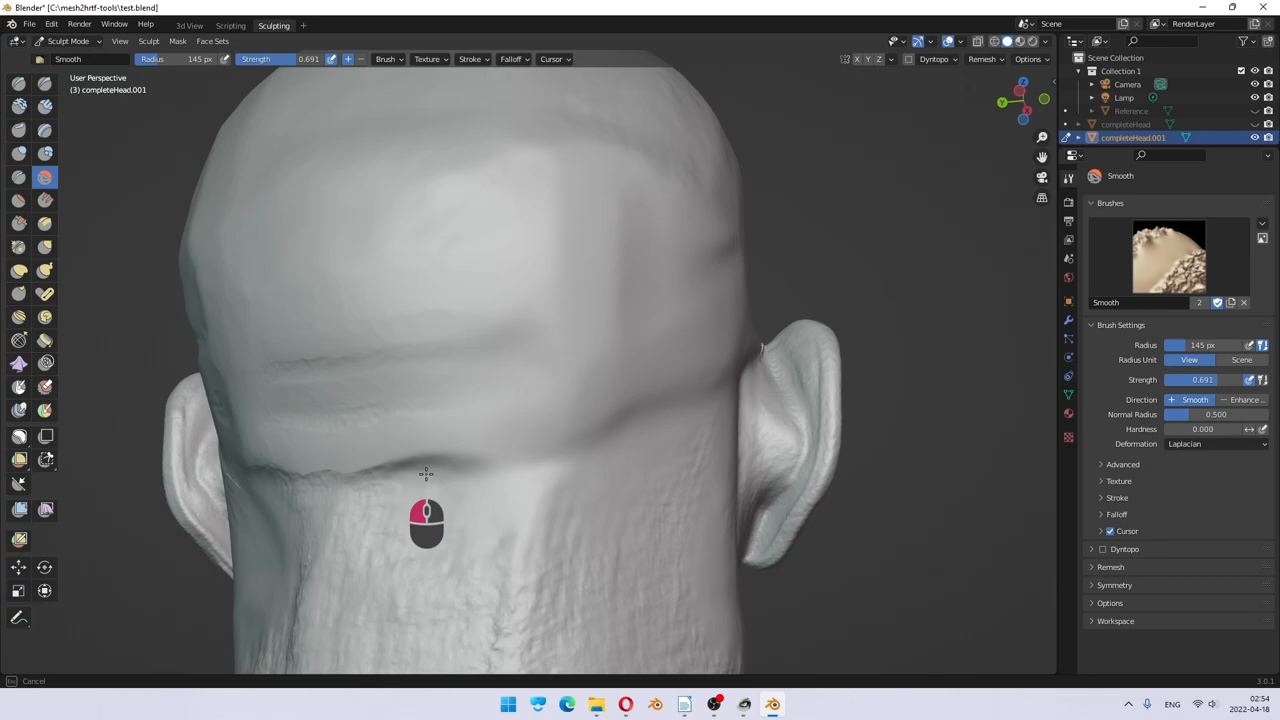 Blender* [C:\mesh2hrtf-tools\test.blend]
File Edit Render Window Help 3d View Scripting Sculpting + Scene RenderLayer
Sculpt Mode View Sculpt Mask Face Sets
Smooth Radius 145 px Strength 0.691 Brush Texture Stroke Falloff Cursor X Y Z Dyntopo Remesh Options
User Perspective
(3) completeHead.001
Z
Y
X
Scene Collection
Collection 1
Camera
Lamp
Reference
completeHead
completeHead.001
Smooth
Brushes
Smooth 2
Brush Settings
Radius 145 px
Radius Unit View Scene
Strength 0.691
Direction + Smooth − Enhance ...
Normal Radius 0.500
Hardness 0.000
Deformation Laplacian
Advanced
Texture
Stroke
Falloff
Cursor
Dyntopo
Remesh
Symmetry
Options
Workspace
Esc Cancel 3.0.1
ENG 02:54
2022-04-18